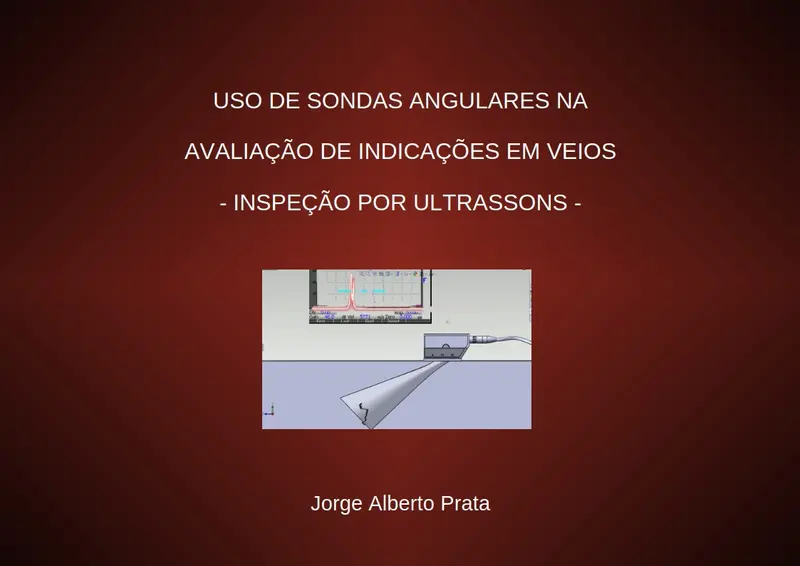 USO DE SONDAS ANGULARES NA
AVALIAÇÃO DE INDICAÇÕES EM VEIOS
- INSPEÇÃO POR ULTRASSONS -
Jorge Alberto Prata